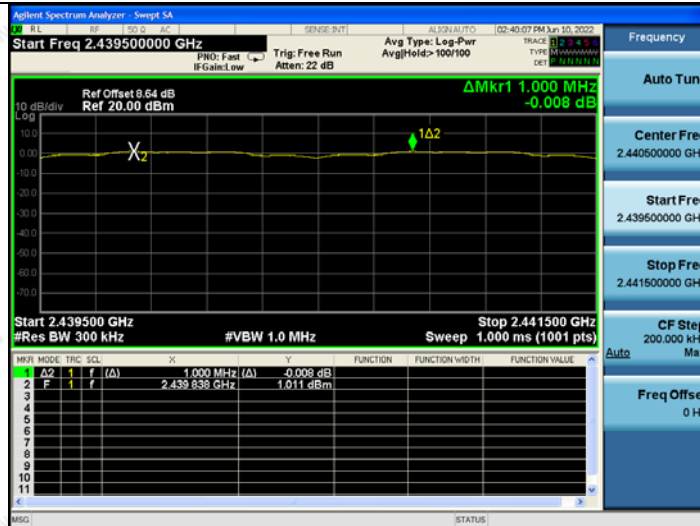 Agilent Spectrum Analyzer - Swept SA
RL RF 50 Ω AC SENSE:INT ALIGNAUTO 02:40:07 PM Jun 10, 2022
Start Freq 2.439500000 GHz
PNO: Fast
IFGain:Low
Trig: Free Run
Atten: 22 dB
Avg Type: Log-Pwr
Avg|Hold:> 100/100
TRACE 1 2 3 4 5 6
TYPE M
DET P N N N N N
ΔMkr1 1.000 MHz
-0.008 dB
Ref Offset 8.64 dB
10 dB/div Ref 20.00 dBm
Log
10.0
0.00
-10.0
-20.0
-30.0
-40.0
-50.0
-60.0
-70.0
X2
1Δ2
Start 2.439500 GHz Stop 2.441500 GHz
#Res BW 300 kHz #VBW 1.0 MHz Sweep 1.000 ms (1001 pts)
MKR MODE TRC SCL X Y FUNCTION FUNCTION WIDTH FUNCTION VALUE
1 Δ2 1 f (Δ) 1.000 MHz (Δ) -0.008 dB
2 F 1 f 2.439 838 GHz 1.011 dBm
3
4
5
6
7
8
9
10
11
MSG STATUS
Frequency
Auto Tun
Center Fre
2.440500000 GH
Start Fre
2.439500000 GH
Stop Fre
2.441500000 GH
CF Step
200.000 kH
Auto Ma
Freq Offse
0 H